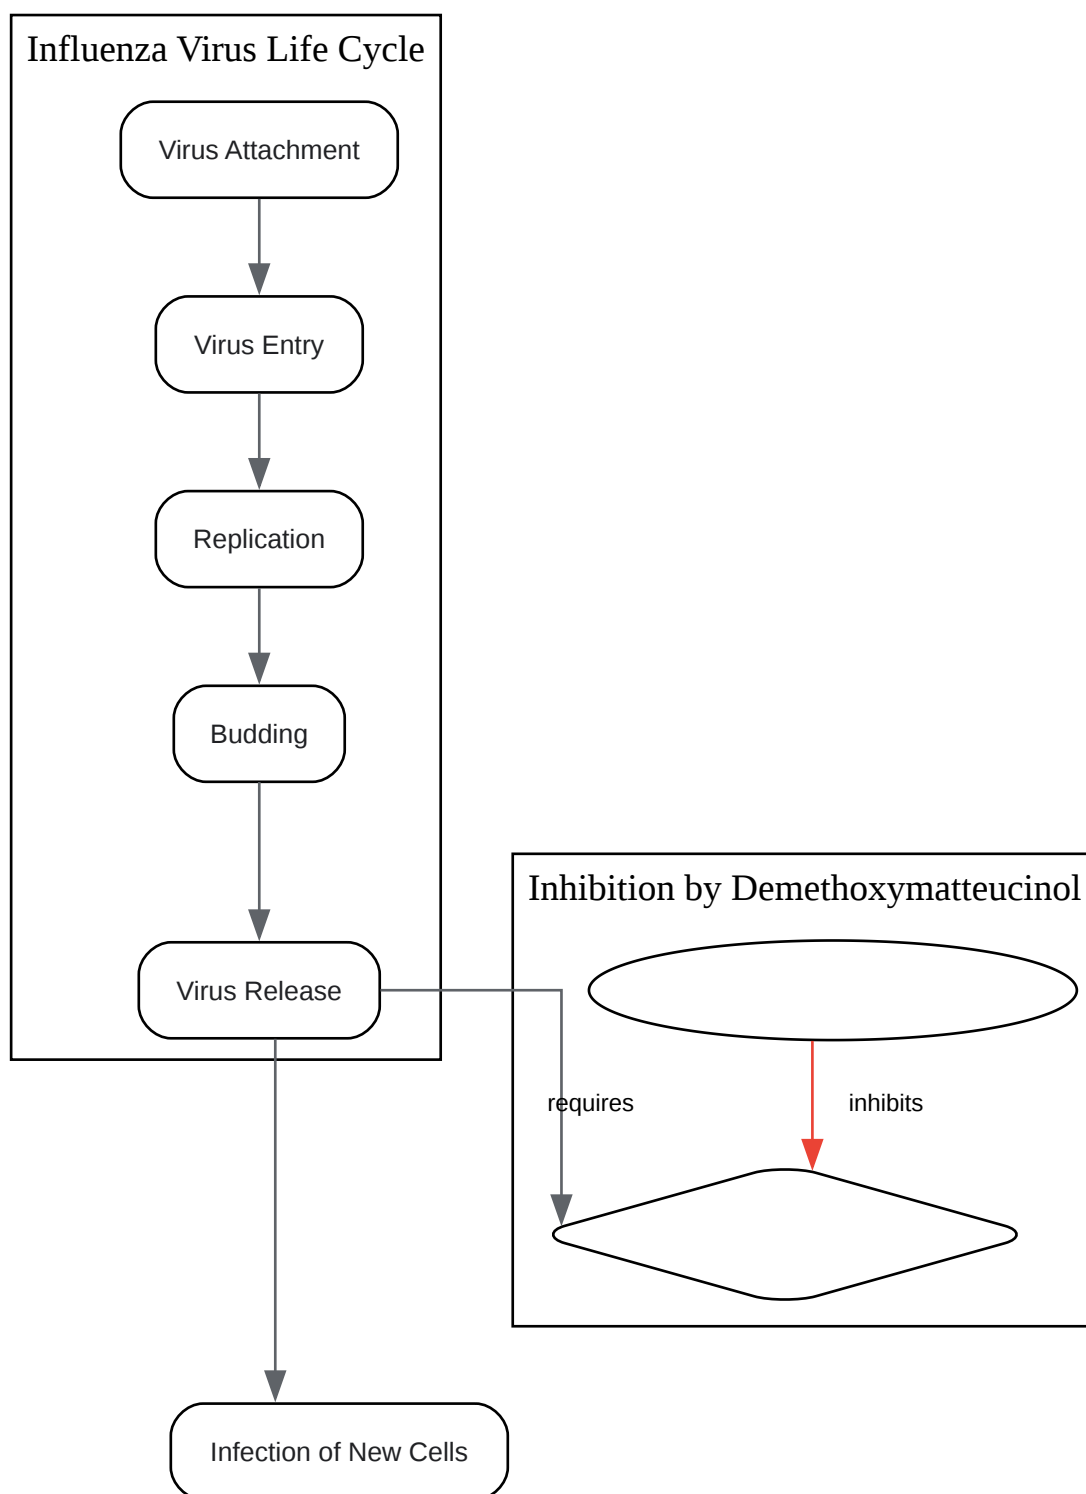 Influenza Virus Life Cycle
Virus Attachment
Virus Entry
Replication
Budding
Inhibition by Demethoxymatteucinol
Virus Release
requires
inhibits
Infection of New Cells